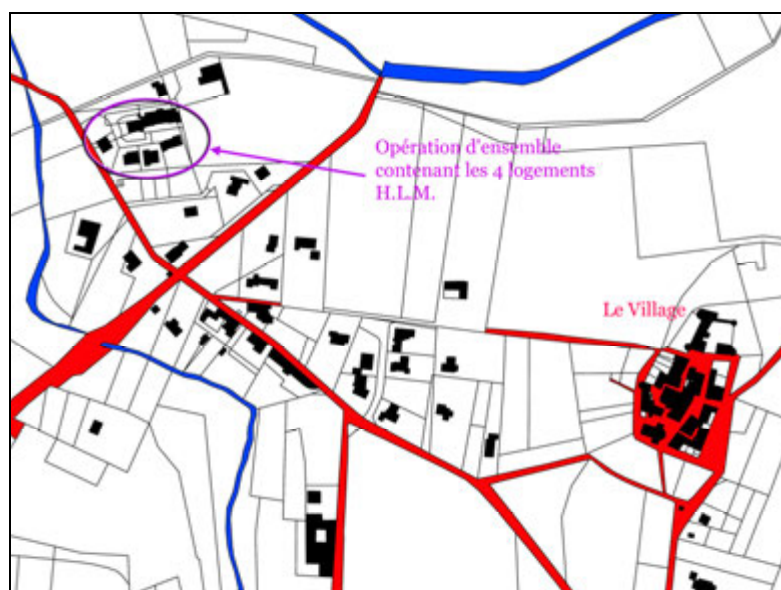 Opération d'ensemble
contenant les 4 logements
H.L.M.
Le Village